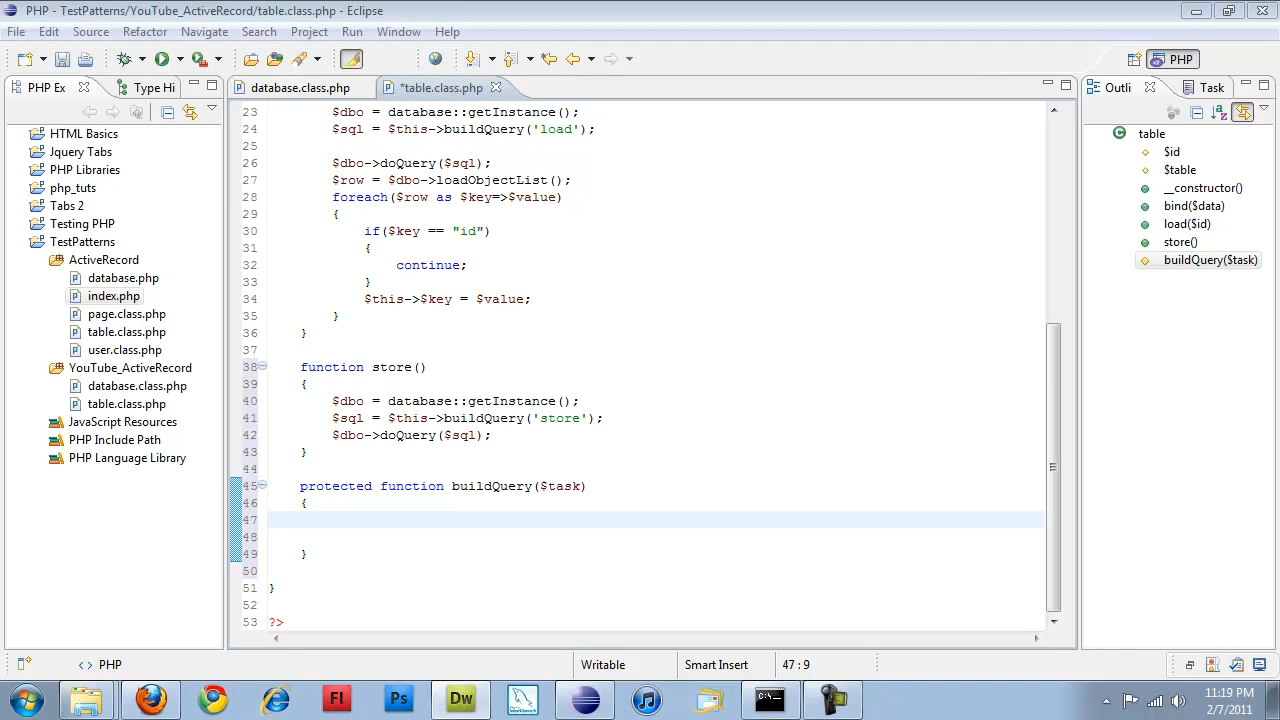 PHP - TestPatterns/YouTube_ActiveRecord/table.class.php - Eclipse
File Edit Source Refactor Navigate Search Project Run Window Help
PHP
PHP Ex
Type Hi
database.class.php
*table.class.php
Outli
Task
HTML Basics
Jquery Tabs
PHP Libraries
php_tuts
Tabs 2
Testing PHP
TestPatterns
ActiveRecord
database.php
index.php
page.class.php
table.class.php
user.class.php
YouTube_ActiveRecord
database.class.php
table.class.php
JavaScript Resources
PHP Include Path
PHP Language Library
23 $dbo = database::getInstance();
24 $sql = $this->buildQuery('load');
25
26 $dbo->doQuery($sql);
27 $row = $dbo->loadObjectList();
28 foreach($row as $key=>$value)
29 {
30 if($key == "id")
31 {
32 continue;
33 }
34 $this->$key = $value;
35 }
36 }
37
38 function store()
39 {
40 $dbo = database::getInstance();
41 $sql = $this->buildQuery('store');
42 $dbo->doQuery($sql);
43 }
44
45 protected function buildQuery($task)
46 {
47
48
49 }
50
51 }
52
53 ?>
table
$id
$table
__constructor()
bind($data)
load($id)
store()
buildQuery($task)
<> PHP
Writable
Smart Insert
47 : 9
Fl
Ps
Dw
Workbench
C:\.
11:19 PM
2/7/2011